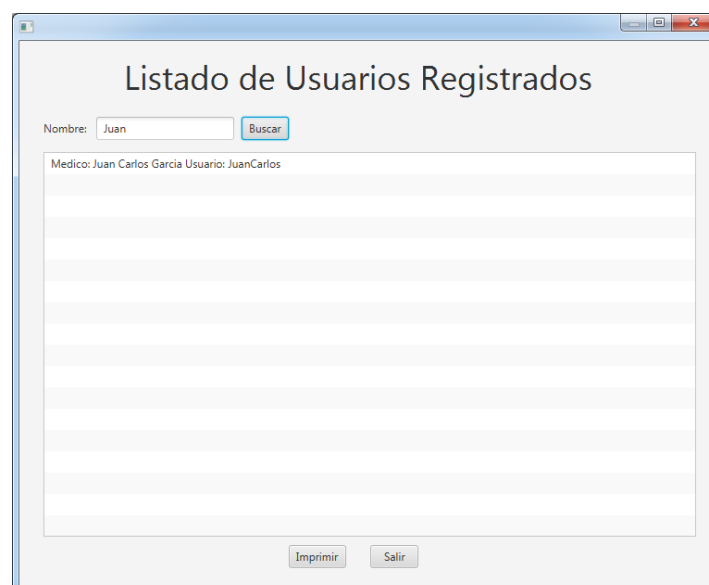 Listado de Usuarios Registrados
Nombre: Juan Buscar
Medico: Juan Carlos Garcia Usuario: JuanCarlos
Imprimir Salir